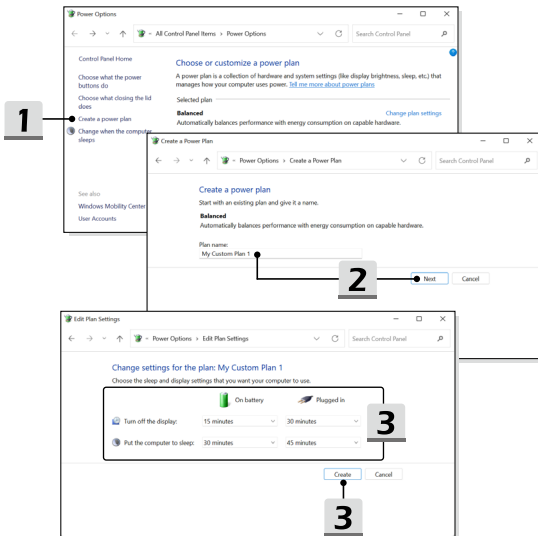 Power Options
All Control Panel Items > Power Options
Search Control Panel
Control Panel Home
Choose what the power
buttons do
Choose what closing the lid
does
Create a power plan
Change when the computer
sleeps
See also
Windows Mobility Center
User Accounts
Choose or customize a power plan
A power plan is a collection of hardware and system settings (like display brightness, sleep, etc.) that
manages how your computer uses power. Tell me more about power plans
Selected plan
Balanced
Change plan settings
Automatically balances performance with energy consumption on capable hardware.
1
Create a Power Plan
Power Options > Create a Power Plan
Search Control Panel
Create a power plan
Start with an existing plan and give it a name.
Balanced
Automatically balances performance with energy consumption on capable hardware.
Plan name:
My Custom Plan 1
2
Next
Cancel
Edit Plan Settings
Power Options > Edit Plan Settings
Search Control Panel
Change settings for the plan: My Custom Plan 1
Choose the sleep and display settings that you want your computer to use.
On battery
Plugged in
Turn off the display:
15 minutes
30 minutes
Put the computer to sleep:
30 minutes
45 minutes
3
Create
Cancel
3